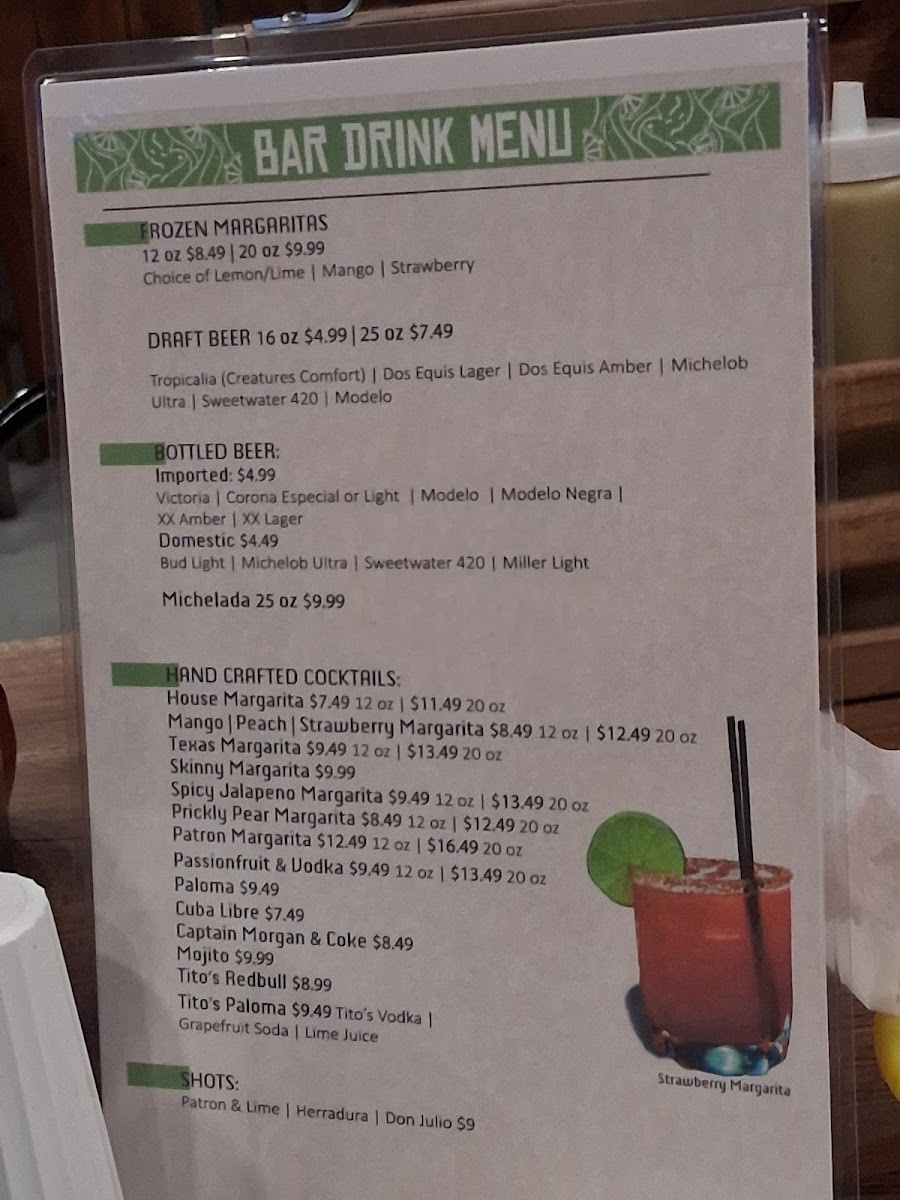 BAR DRINK MENU
FROZEN MARGARITAS
12 oz $8.49 | 20 oz $9.99
Choice of Lemon/Lime | Mango | Strawberry
DRAFT BEER 16 oz $4.99 | 25 oz $7.49
Tropicalia (Creatures Comfort) | Dos Equis Lager | Dos Equis Amber | Michelob
Ultra | Sweetwater 420 | Modelo
BOTTLED BEER:
Imported: $4.99
Victoria | Corona Especial or Light | Modelo | Modelo Negra |
XX Amber | XX Lager
Domestic $4.49
Bud Light | Michelob Ultra | Sweetwater 420 | Miller Light
Michelada 25 oz $9.99
HAND CRAFTED COCKTAILS:
House Margarita $7.49 12 oz | $11.49 20 oz
Mango | Peach | Strawberry Margarita $8.49 12 oz | $12.49 20 oz
Texas Margarita $9.49 12 oz | $13.49 20 oz
Skinny Margarita $9.99
Spicy Jalapeno Margarita $9.49 12 oz | $13.49 20 oz
Prickly Pear Margarita $8.49 12 oz | $12.49 20 oz
Patron Margarita $12.49 12 oz | $16.49 20 oz
Passionfruit & Vodka $9.49 12 oz | $13.49 20 oz
Paloma $9.49
Cuba Libre $7.49
Captain Morgan & Coke $8.49
Mojito $9.99
Tito's Redbull $8.99
Tito's Paloma $9.49 Tito's Vodka |
Grapefruit Soda | Lime Juice
Strawberry Margarita
SHOTS:
Patron & Lime | Herradura | Don Julio $9